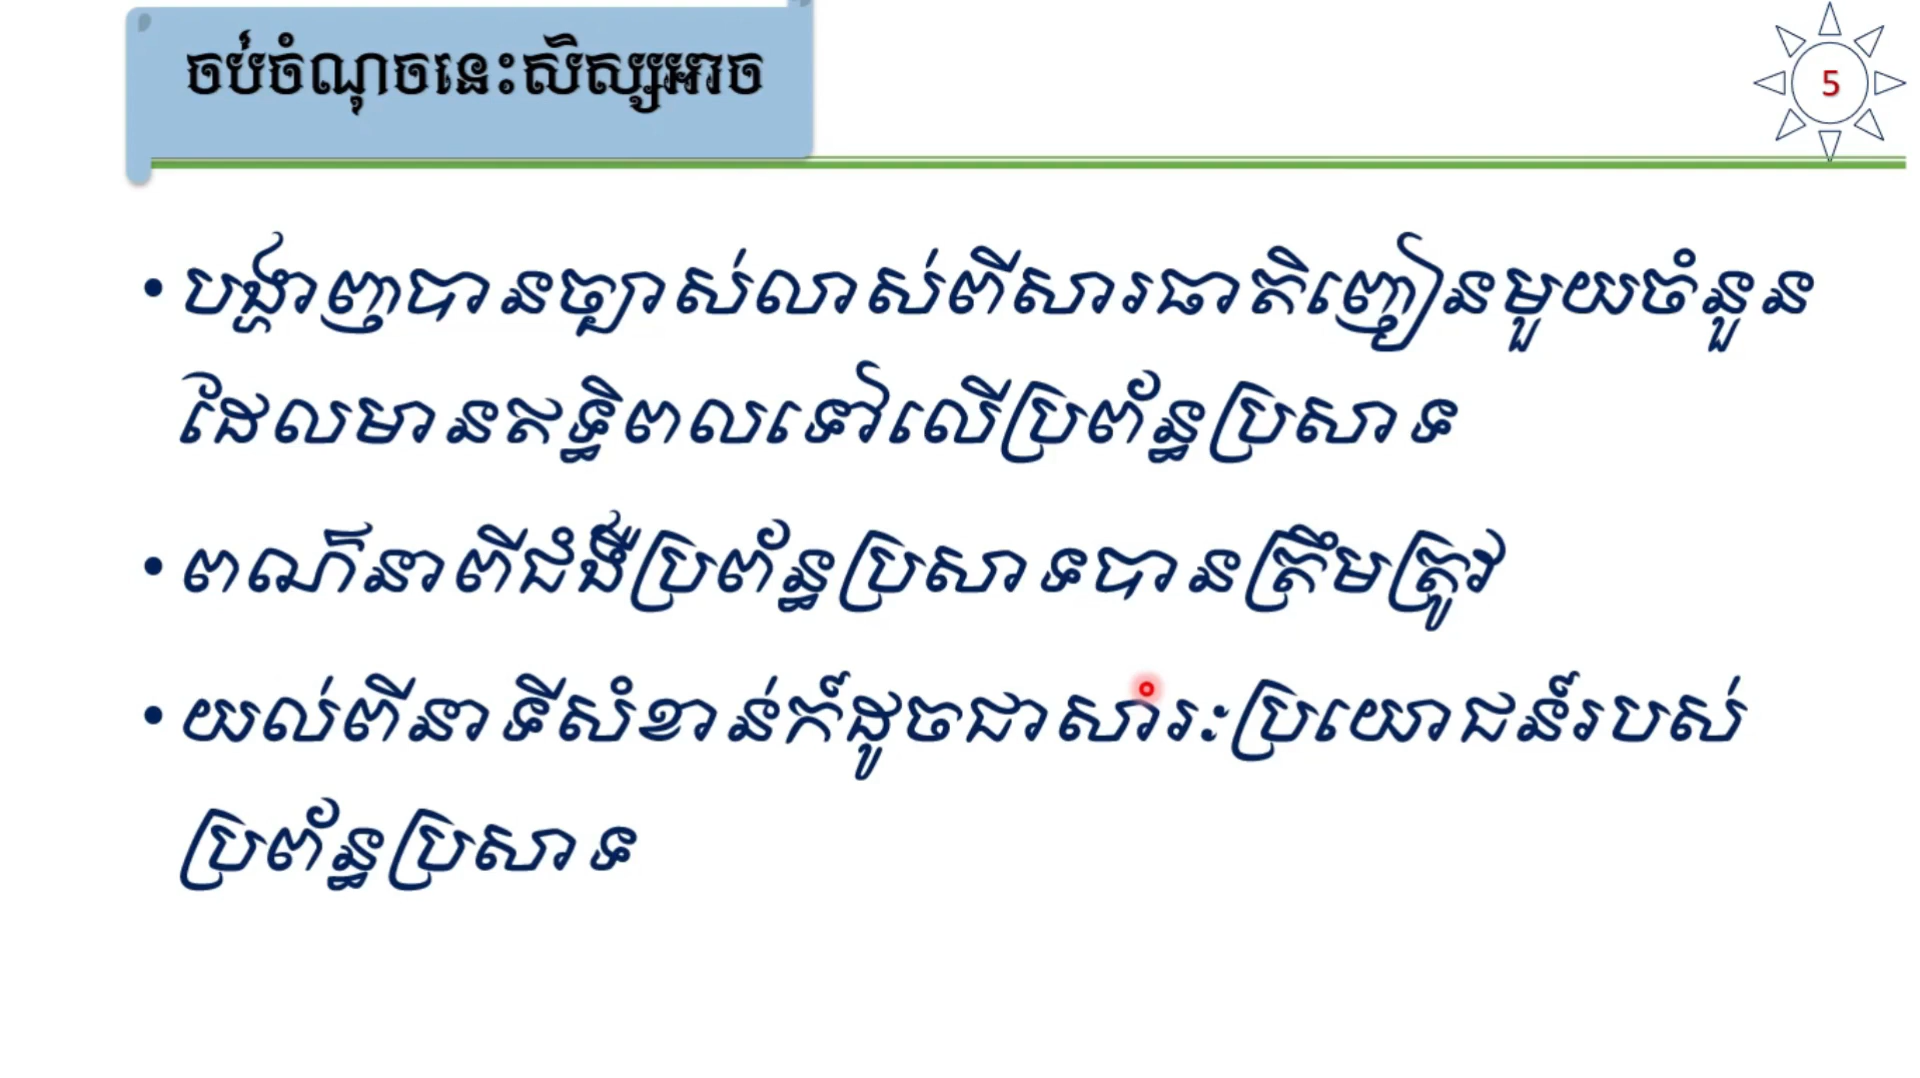 ចប់ចំណុចនេះសិស្សអាច
5
• បង្ហាញបានច្បាស់លាស់ពីសារធាតិញៀនមួយចំនួន
ដែលមានឥទ្ធិពលទៅលើប្រព័ន្ធប្រសាទ
• ពណ៌នាពីជំងឺប្រព័ន្ធប្រសាទបានត្រឹមត្រូវ
• យល់ពីនាទីសំខាន់ក៍ដូចជាសារំៈប្រយោជន៍របស់
ប្រព័ន្ធប្រសាទ